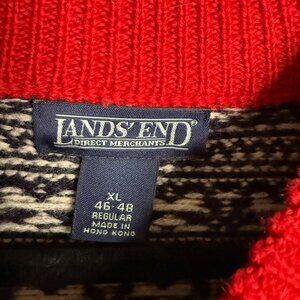 LANDS' END
DIRECT MERCHANTS
XL
46-48
REGULAR
MADE IN
HONG KONG